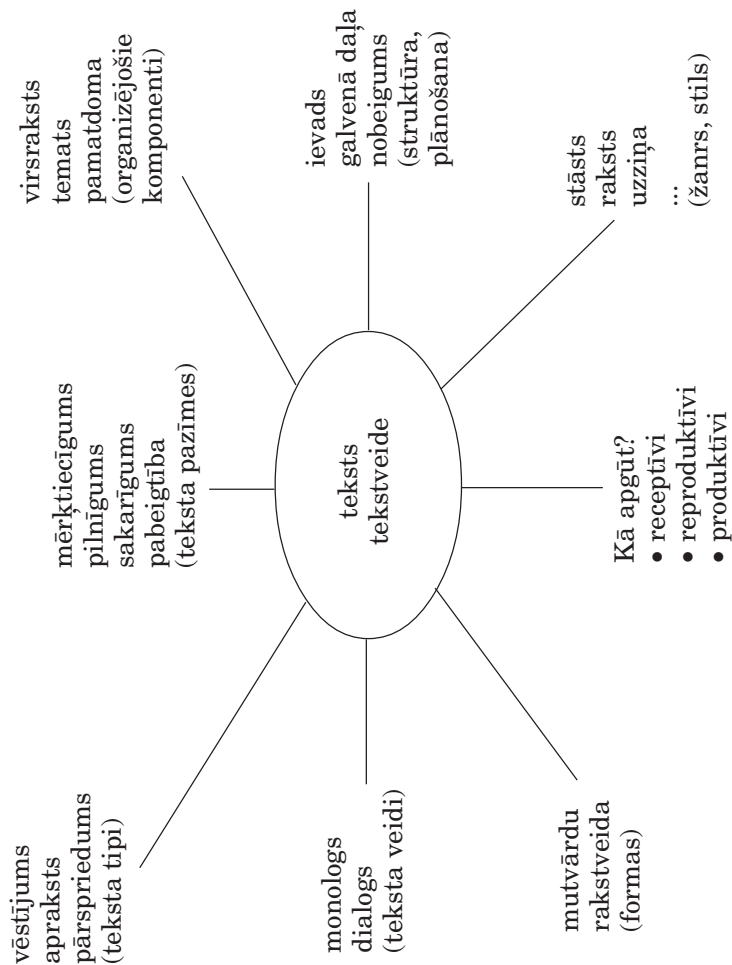 vēstījums
apraksts
pārspriedums
(teksta tipi)
mērķtiecīgums
pilnīgums
sakarīgums
pabeigtība
(teksta pazīmes)
virsraksts
temats
pamatdoma
(organizējošie
komponenti)
monologs
dialogs
(teksta veidi)
teksts
tekstveide
ievads
galvenā daļa
nobeigums
(struktūra,
plānošana)
mutvārdu
rakstveida
(formas)
Kā apgūt?
• receptīvi
• reproduktīvi
• produktīvi
stāsts
raksts
uzziņa
...
(žanrs, stils)